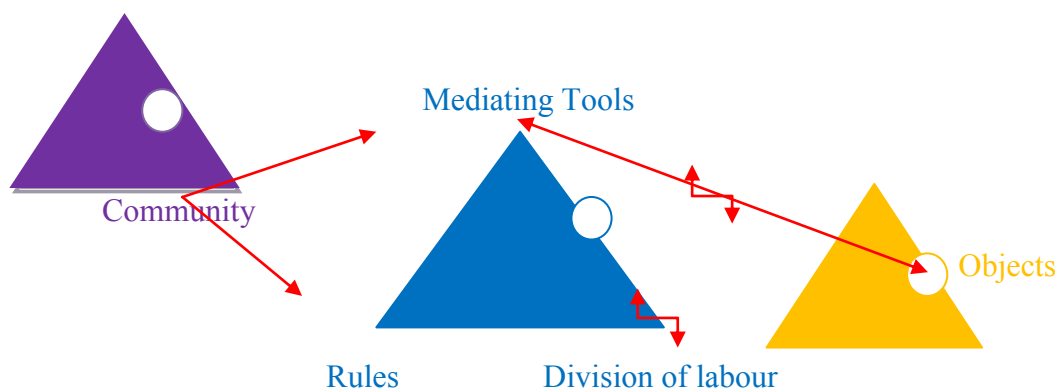 Mediating Tools
Community
Objects
Rules
Division of labour